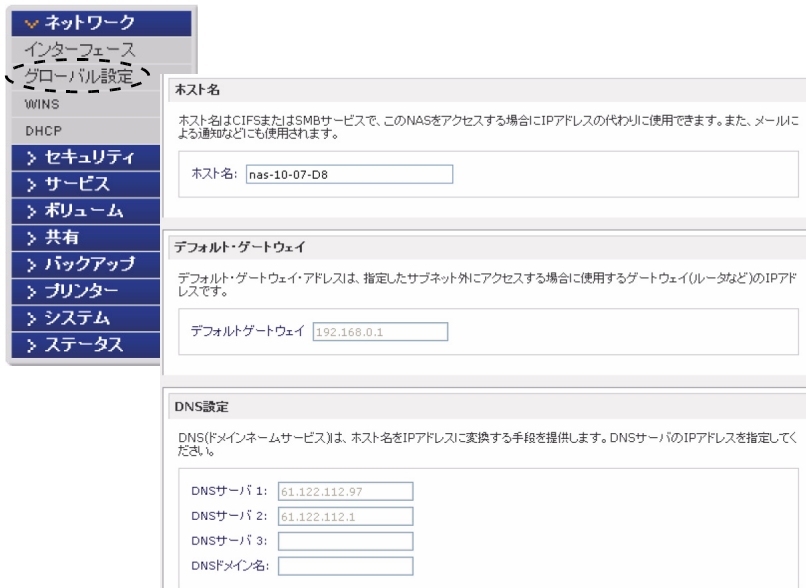 ネットワーク
インターフェース
グローバル設定
WINS
DHCP
> セキュリティ
> サービス
> ボリューム
> 共有
> バックアップ
> プリンター
> システム
> ステータス
ホスト名
ホスト名はCIFSまたはSMBサービスで、このNASをアクセスする場合にIPアドレスの代わりに使用できます。また、メールに
よる通知などにも使用されます。
ホスト名: nas-10-07-D8
デフォルト・ゲートウェイ
デフォルト・ゲートウェイ・アドレスは、指定したサブネット外にアクセスする場合に使用するゲートウェイ(ルータなど)のIPアド
レスです。
デフォルトゲートウェイ 192.168.0.1
DNS設定
DNS(ドメインネームサービス)は、ホスト名をIPアドレスに変換する手段を提供します。DNSサーバのIPアドレスを指定してく
ださい。
DNSサーバ 1: 61.122.112.97
DNSサーバ 2: 61.122.112.1
DNSサーバ 3:
DNSドメイン名: